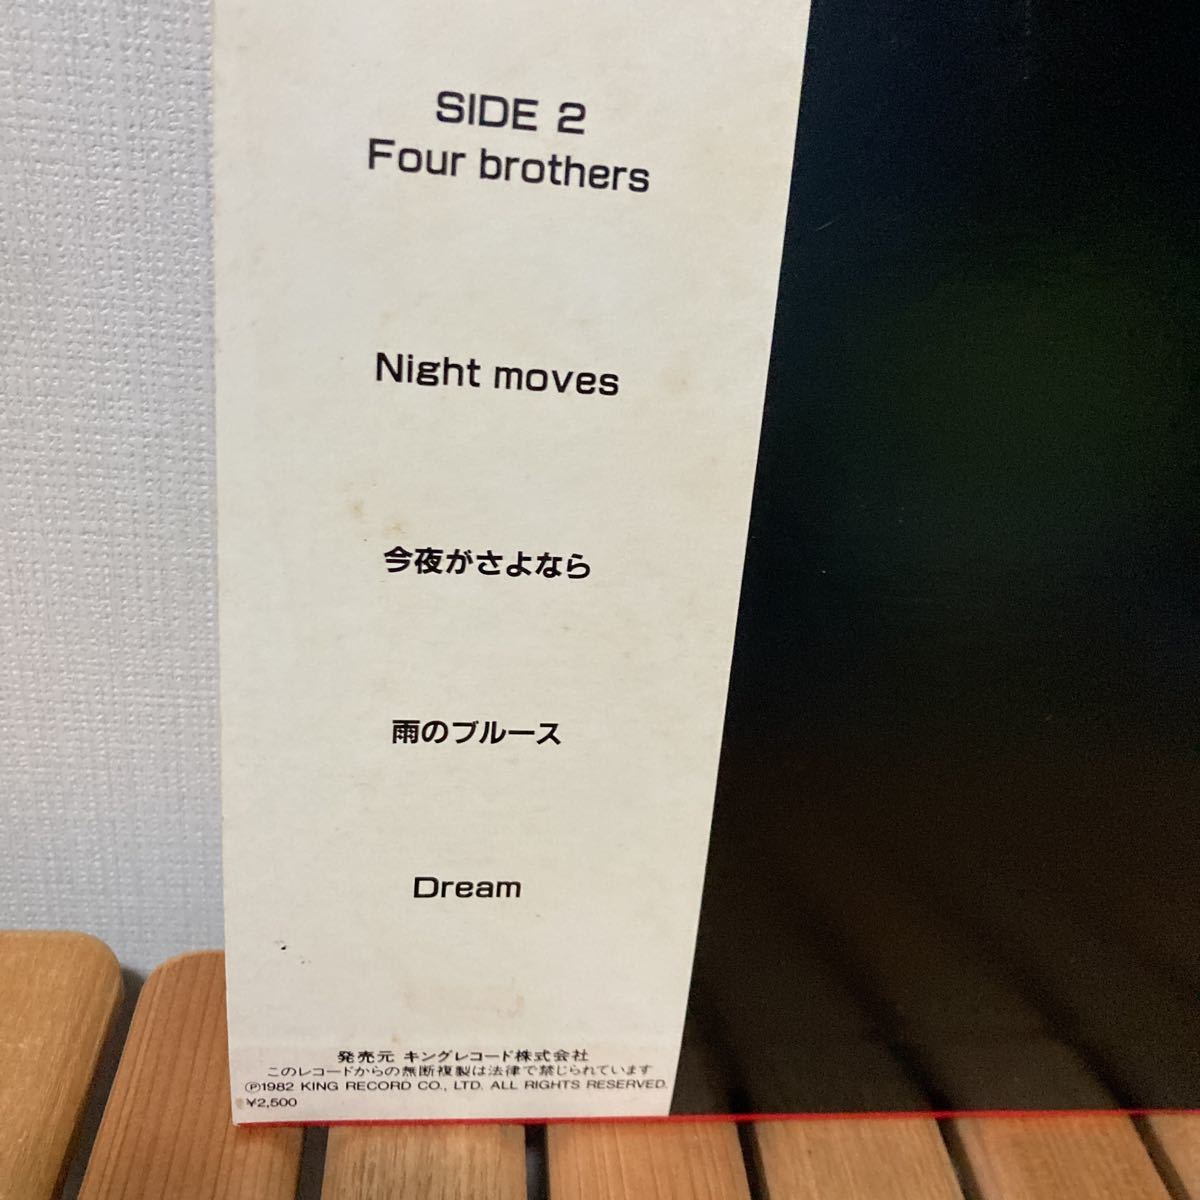 SIDE 2
Four brothers
Night moves
今夜がさよなら
雨のブルース
Dream
発売元 キングレコード株式会社
このレコードからの無断複製は法律で禁じられています
Ⓟ1982 KING RECORD CO., LTD. ALL RIGHTS RESERVED.
¥2,500